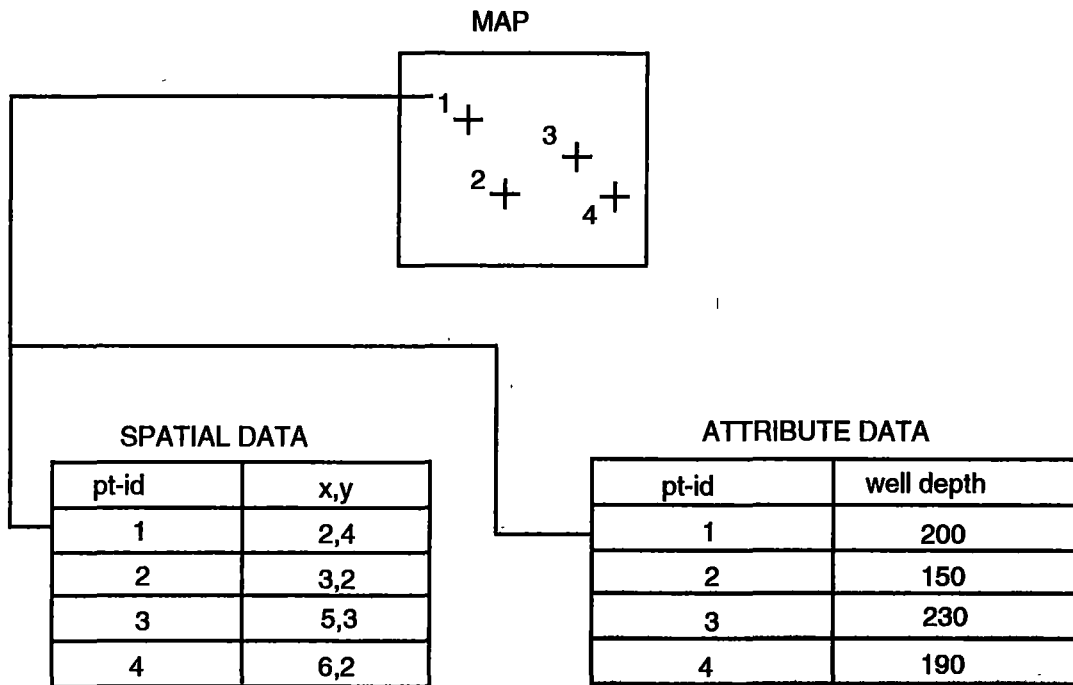 MAP
1
3
2
4
SPATIAL DATA
pt-id x,y
1 2,4
2 3,2
3 5,3
4 6,2
ATTRIBUTE DATA
pt-id well depth
1 200
2 150
3 230
4 190